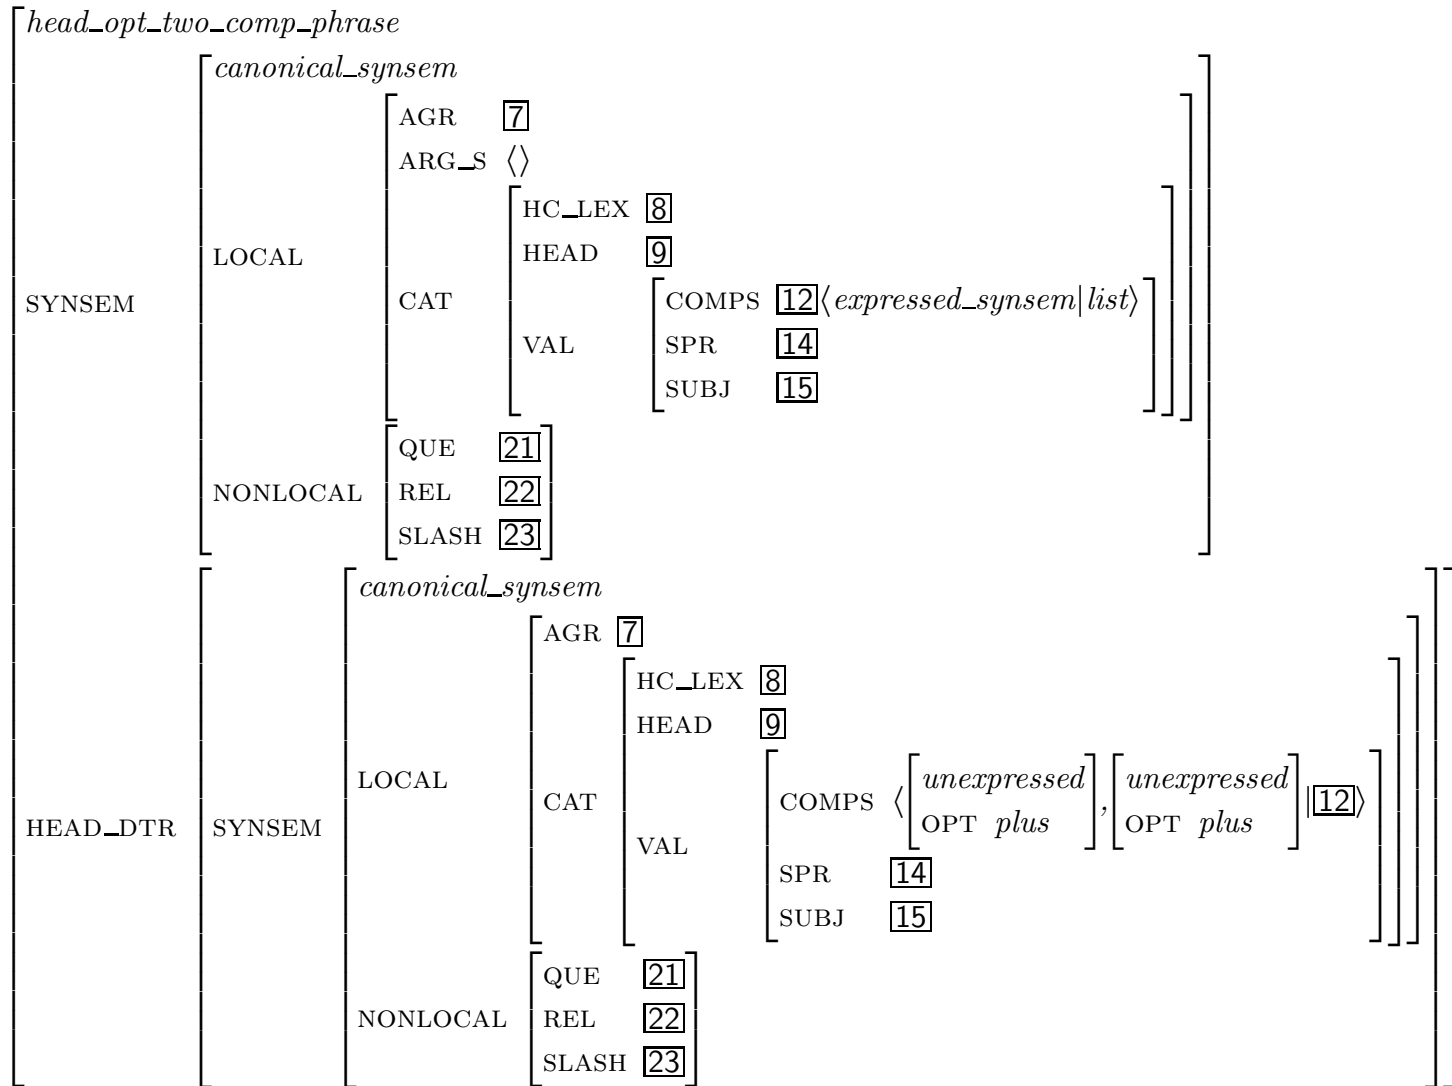 head_opt_two_comp_phrase
canonical_synsem
AGR 7
ARG_S ⟨⟩
HC_LEX 8
HEAD 9
LOCAL
CAT
COMPS 12⟨expressed_synsem|list⟩
SYNSEM
VAL
SPR 14
SUBJ 15
QUE 21
NONLOCAL REL 22
SLASH 23
canonical_synsem
AGR 7
HC_LEX 8
HEAD 9
LOCAL
unexpressed unexpressed
CAT
COMPS ⟨ , |12⟩
OPT plus OPT plus
HEAD_DTR SYNSEM
VAL
SPR 14
SUBJ 15
QUE 21
NONLOCAL REL 22
SLASH 23